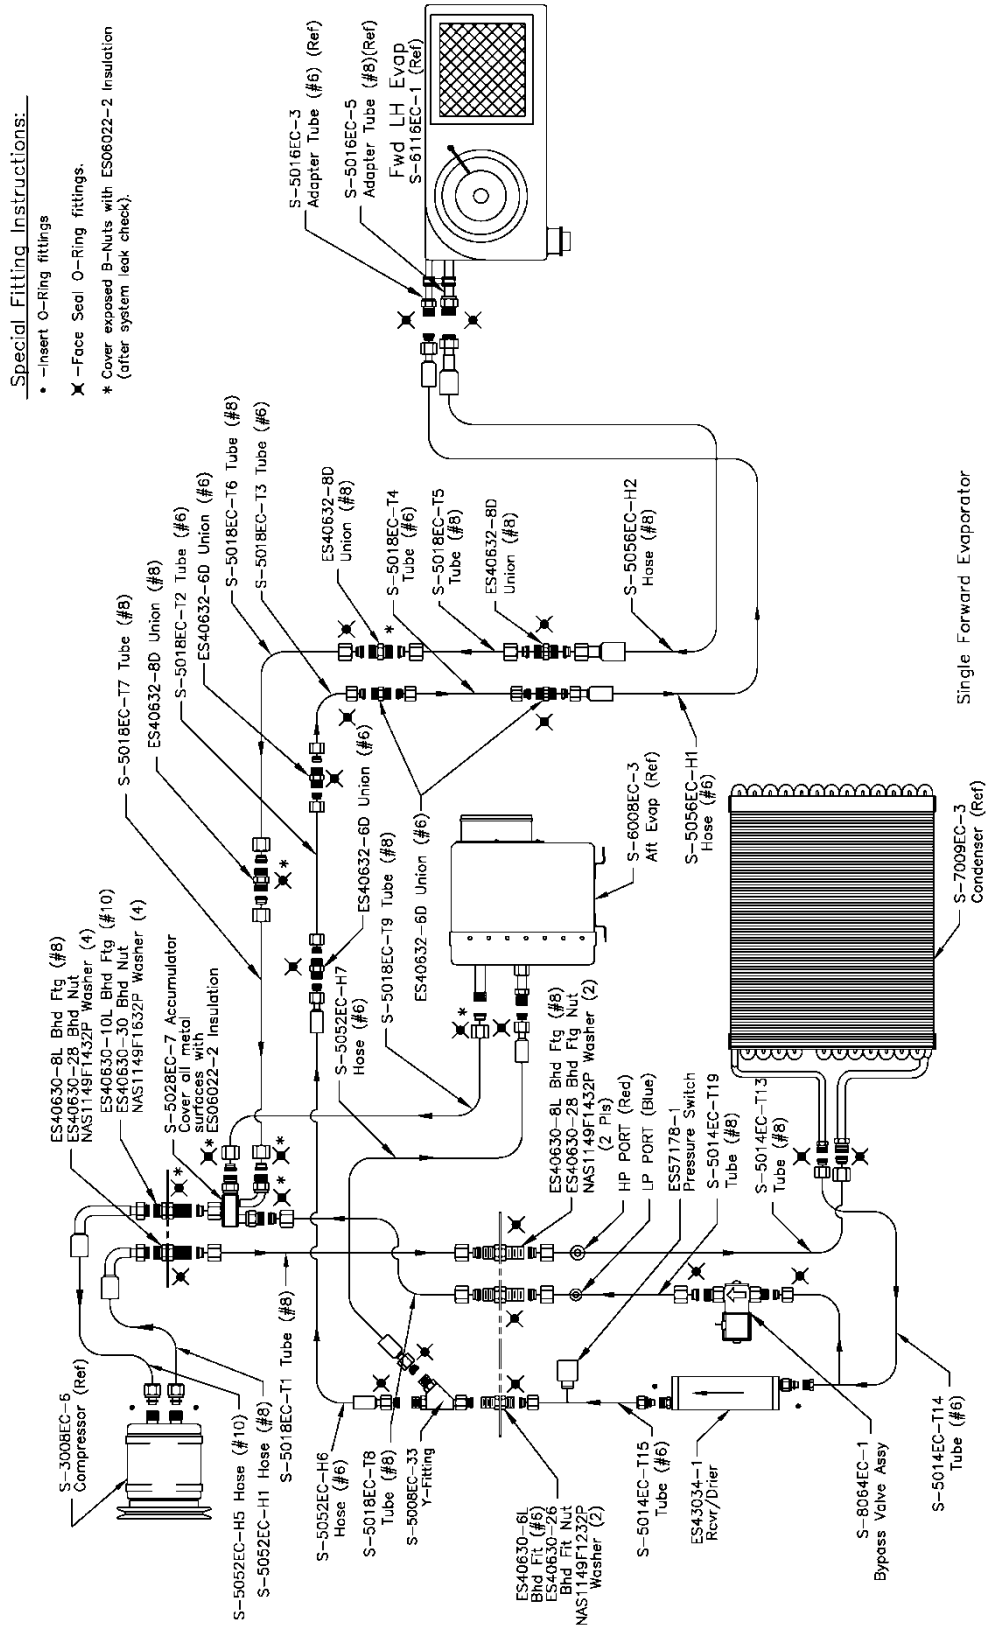 Special Fitting Instructions:
• -Insert O-Ring fittings
-Face Seal O-Ring fittings.
* Cover exposed B-Nuts with ES06022-2 Insulation
(after system leak check).
S-3008EC-5
Compressor (Ref)
S-5052EC-H5 Hose (#10)
S-5052EC-H1 Hose (#8)
S-5018EC-T1 Tube (#8)
ES40630-8L Bhd Ftg (#8)
ES40630-28 Bhd Nut
NAS1149F1432P Washer (4)
ES40630-10L Bhd Ftg (#10)
ES40630-30 Bhd Nut
NAS1149F1632P Washer (4)
S-5028EC-7 Accumulator
Cover all metal
surfaces with
ES06022-2 Insulation
S-5018EC-T7 Tube (#8)
ES40632-8D Union (#8)
S-5018EC-T2 Tube (#6)
ES40632-6D Union (#6)
S-5018EC-T6 Tube (#8)
S-5018EC-T3 Tube (#6)
ES40632-8D
Union (#8)
S-5018EC-T4
Tube (#6)
S-5018EC-T5
Tube (#8)
ES40632-8D
Union (#8)
S-5056EC-H2
Hose (#8)
S-5016EC-3
Adapter Tube (#6) (Ref)
S-5016EC-5
Adapter Tube (#8)(Ref)
Fwd LH Evap
S-6116EC-1 (Ref)
S-5052EC-H6
Hose (#6)
S-5018EC-T8
Tube (#8)
S-5008EC-33
Y-Fitting
S-5052EC-H7
Hose (#6)
S-5018EC-T9 Tube (#8)
ES40632-6D Union (#6)
ES40632-6D Union (#6)
S-6008EC-3
Aft Evap (Ref)
S-5056EC-H1
Hose (#6)
ES40630-6L
Bhd Fit (#6)
ES40630-26
Bhd Fit Nut
NAS1149F1232P
Washer (2)
ES40630-8L Bhd Ftg (#8)
ES40630-28 Bhd Ftg Nut
NAS1149F1432P Washer (2)
(2 Pls)
HP PORT (Red)
LP PORT (Blue)
ES57178-1
Pressure Switch
S-5014EC-T19
Tube (#8)
S-5014EC-T13
Tube (#8)
S-5014EC-T15
Tube (#6)
ES43034-1
Rcvr/Drier
S-8064EC-1
Bypass Valve Assy
S-5014EC-T14
Tube (#6)
S-7009EC-3
Condenser (Ref)
Single Forward Evaporator